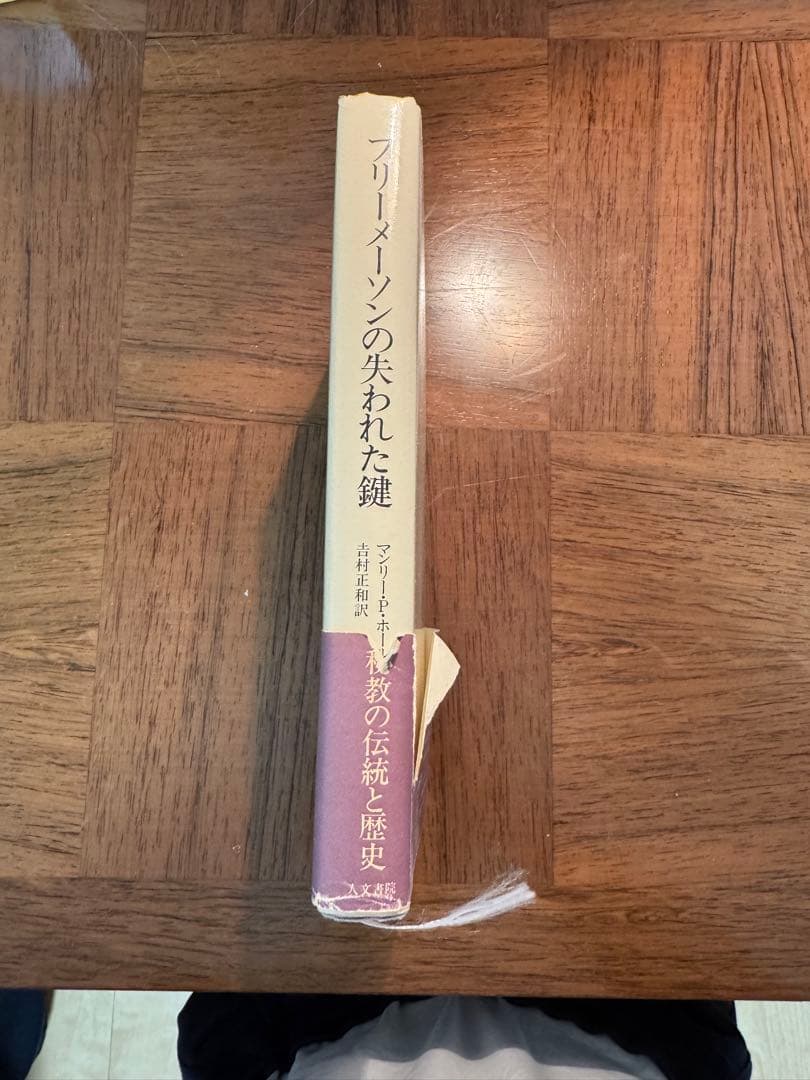 フリーメーソンの失われた鍵
マンリー・P・ホー
吉村正和訳
教の伝統と歴史
人文書院